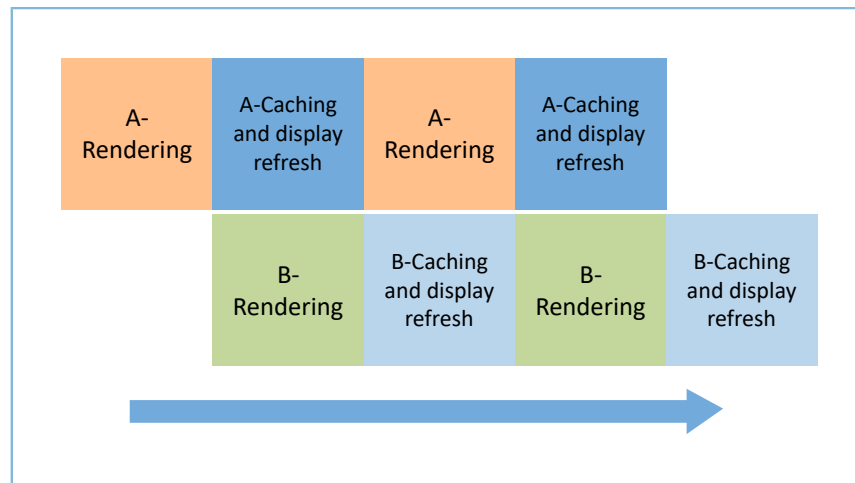 A-
Rendering
A-Caching
and display
refresh
A-
Rendering
A-Caching
and display
refresh
B-
Rendering
B-Caching
and display
refresh
B-
Rendering
B-Caching
and display
refresh